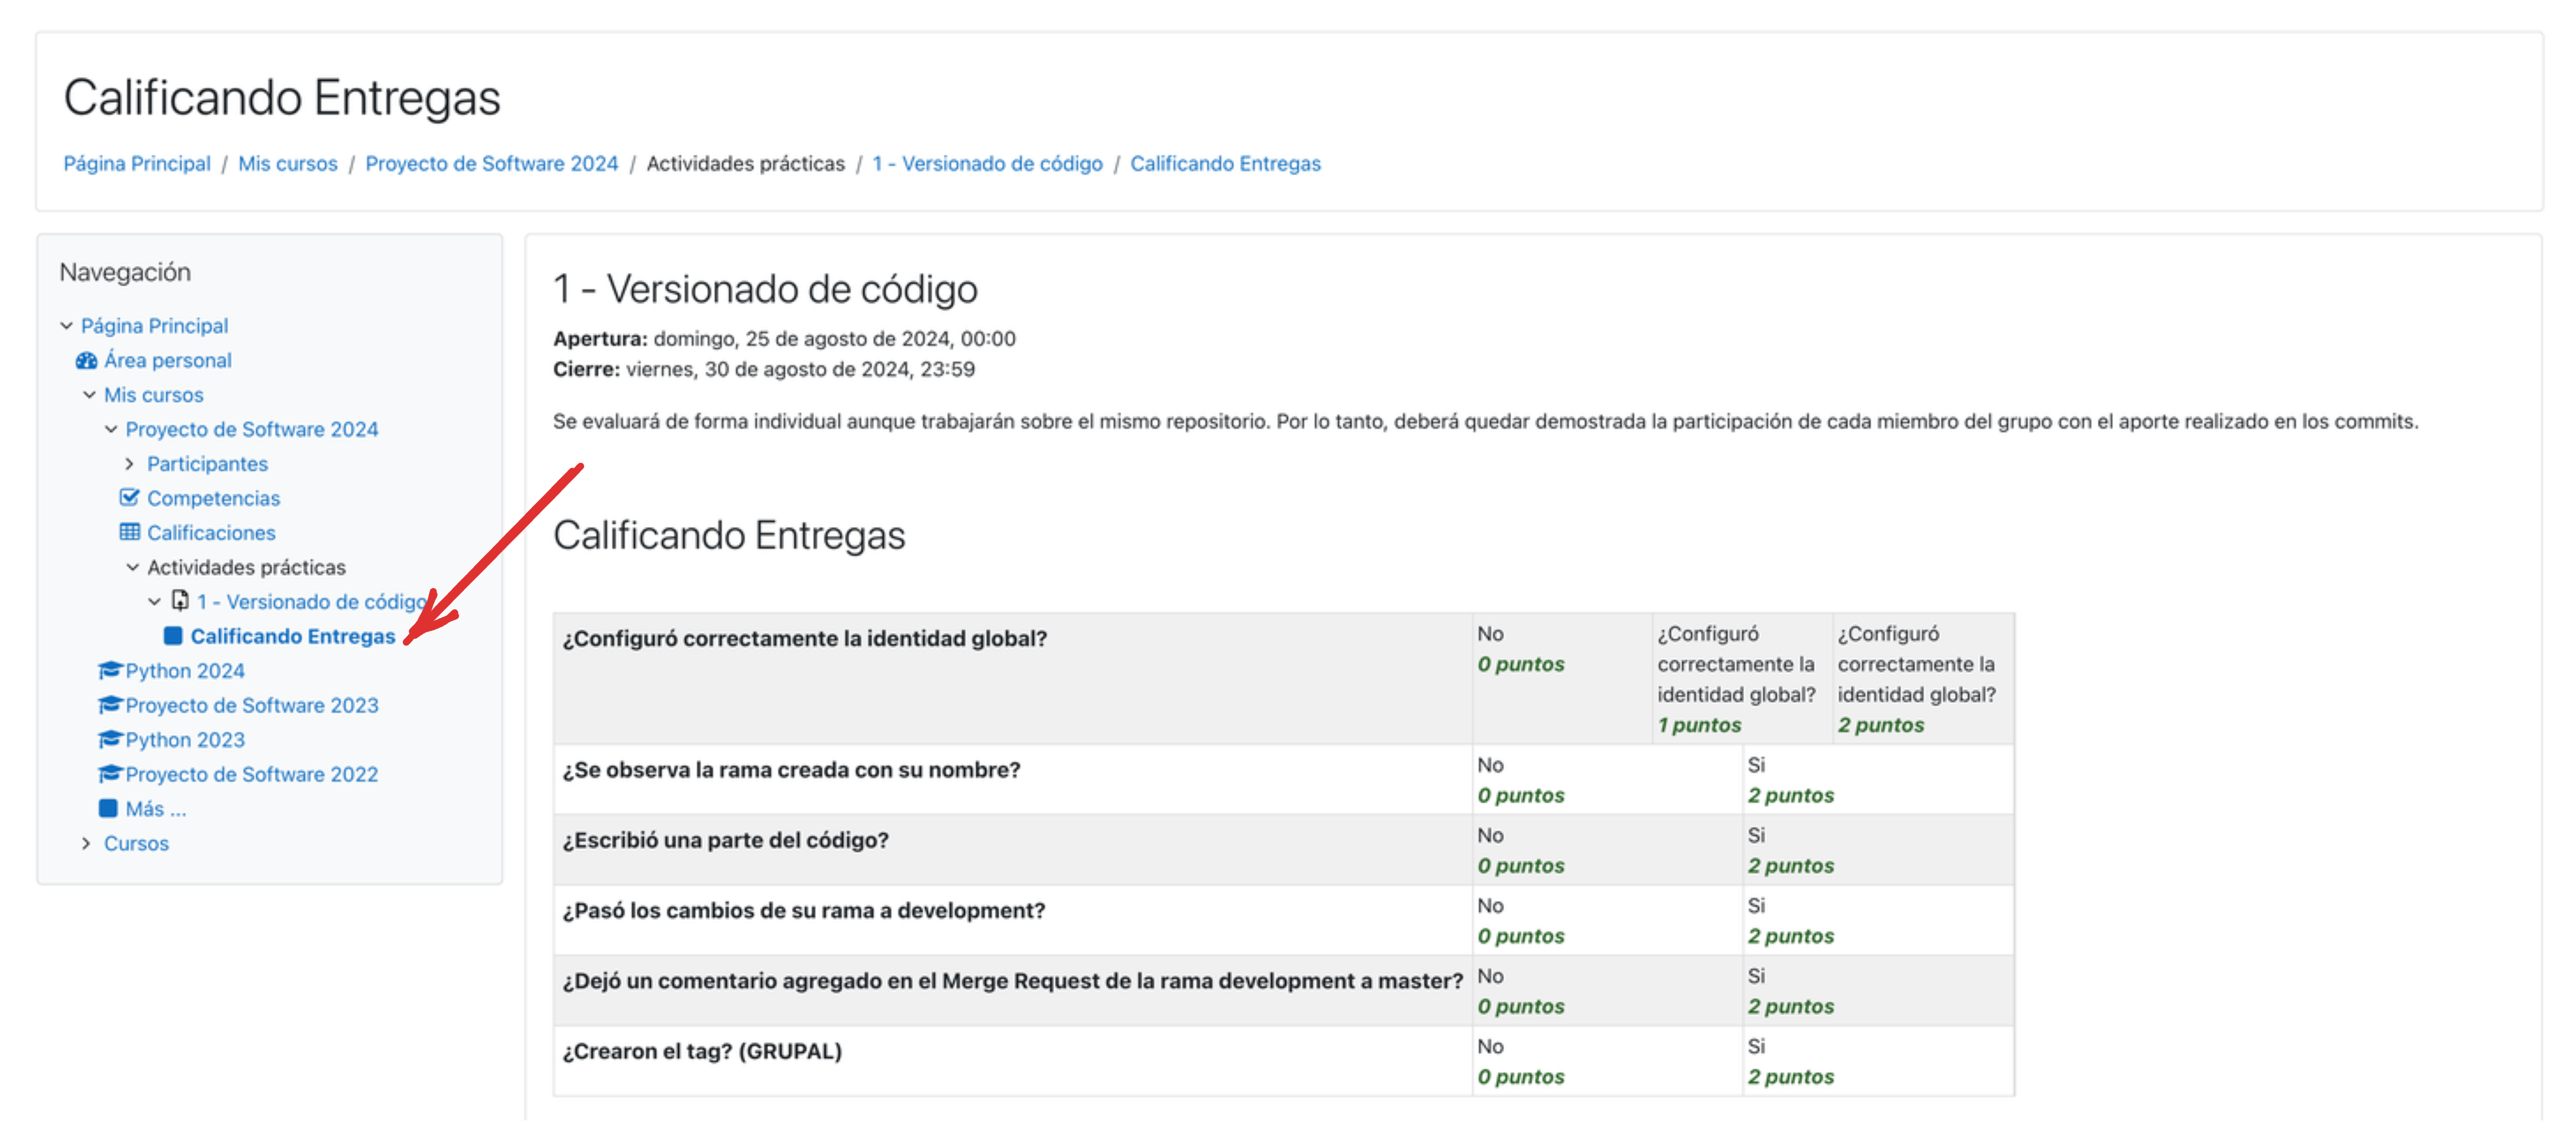 Calificando Entregas
Página Principal / Mis cursos / Proyecto de Software 2024 / Actividades prácticas / 1 - Versionado de código / Calificando Entregas
Navegación
Página Principal
Área personal
Mis cursos
Proyecto de Software 2024
Participantes
Competencias
Calificaciones
Actividades prácticas
1 - Versionado de código
Calificando Entregas
Python 2024
Proyecto de Software 2023
Python 2023
Proyecto de Software 2022
Más ...
Cursos
1 - Versionado de código
Apertura: domingo, 25 de agosto de 2024, 00:00
Cierre: viernes, 30 de agosto de 2024, 23:59
Se evaluará de forma individual aunque trabajarán sobre el mismo repositorio. Por lo tanto, deberá quedar demostrada la participación de cada miembro del grupo con el aporte realizado en los commits.
Calificando Entregas
¿Configuró correctamente la identidad global?
No
0 puntos
¿Configuró
correctamente la
identidad global?
1 puntos
¿Configuró
correctamente la
identidad global?
2 puntos
¿Se observa la rama creada con su nombre?
No
0 puntos
Si
2 puntos
¿Escribió una parte del código?
No
0 puntos
Si
2 puntos
¿Pasó los cambios de su rama a development?
No
0 puntos
Si
2 puntos
¿Dejó un comentario agregado en el Merge Request de la rama development a master?
No
0 puntos
Si
2 puntos
¿Crearon el tag? (GRUPAL)
No
0 puntos
Si
2 puntos